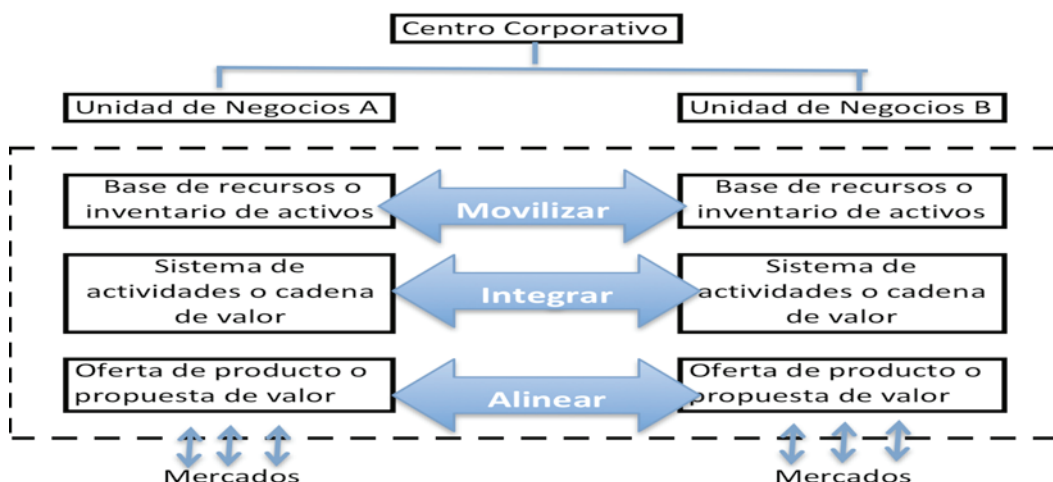 Centro Corporativo
Unidad de Negocios A
Unidad de Negocios B
Base de recursos o
inventario de activos
Movilizar
Base de recursos o
inventario de activos
Sistema de
actividades o cadena
de valor
Integrar
Sistema de
actividades o cadena
de valor
Oferta de producto o
propuesta de valor
Alinear
Oferta de producto o
propuesta de valor
Mercados
Mercados